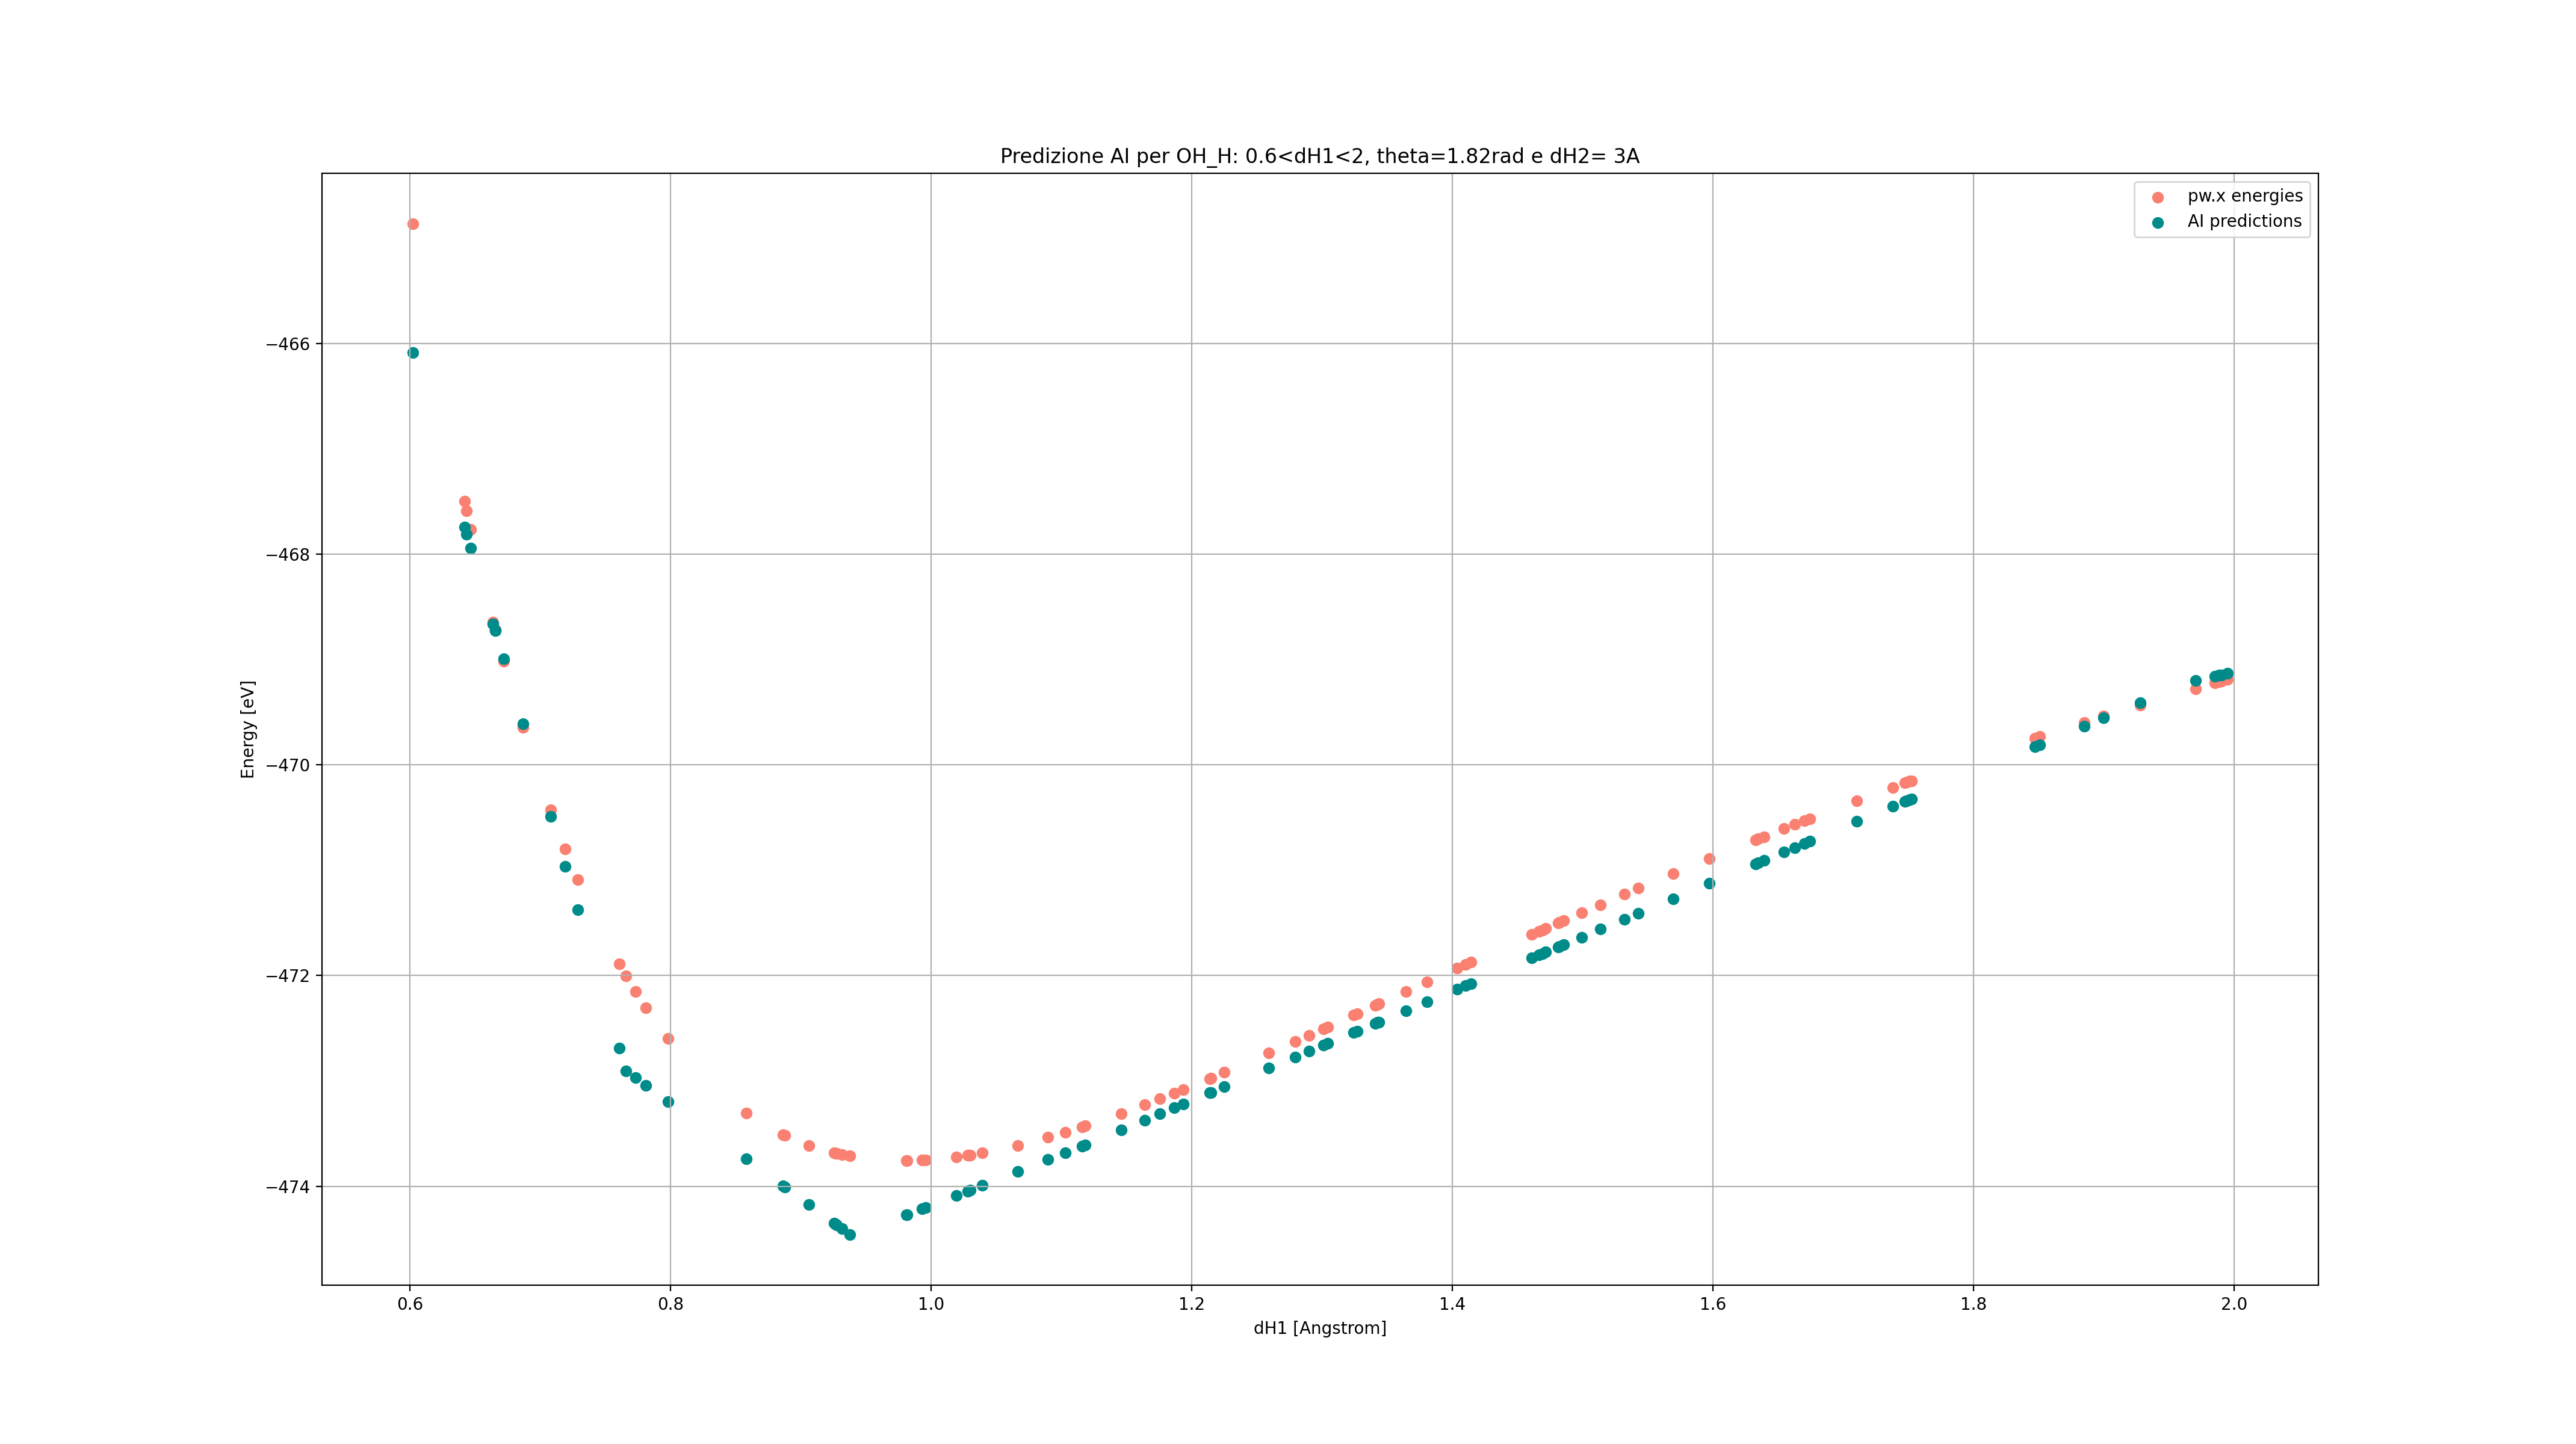 Predizione AI per OH_H: 0.6<dH1<2, theta=1.82rad e dH2= 3A
pw.x energies
AI predictions
Energy [eV]
−466
−468
−470
−472
−474
0.6 0.8 1.0 1.2 1.4 1.6 1.8 2.0
dH1 [Angstrom]